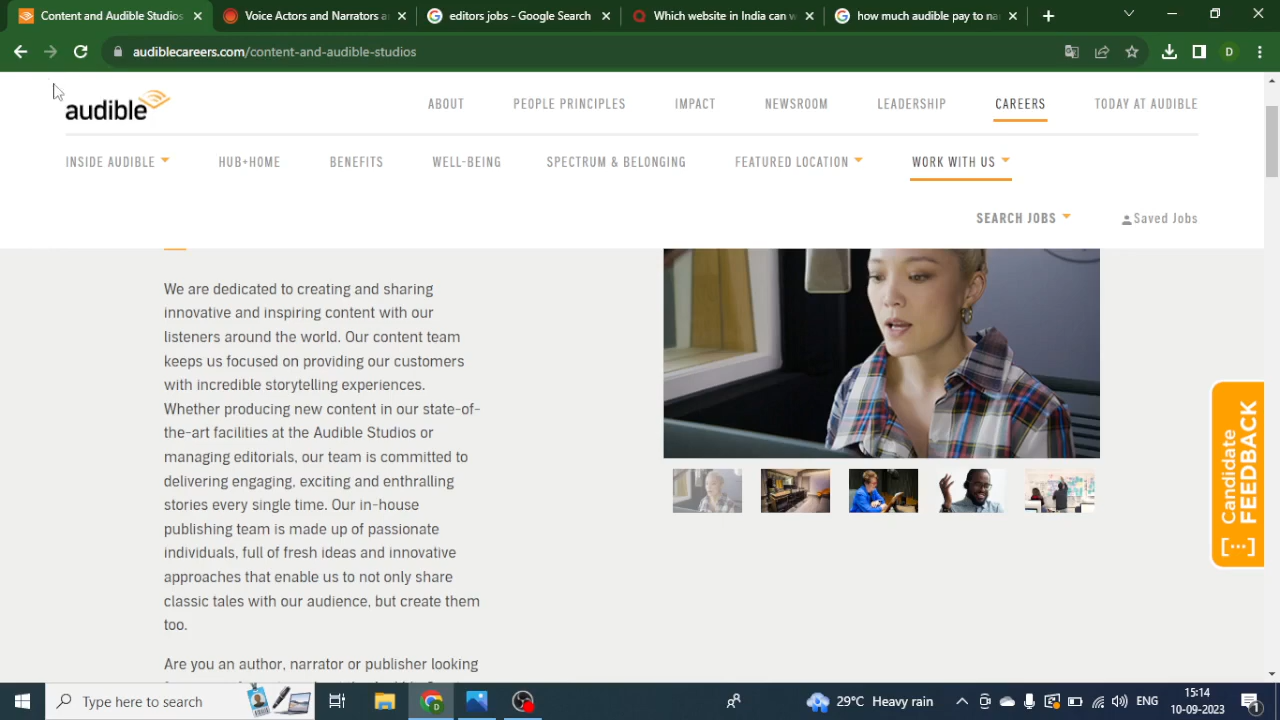 Content and Audible Studios
Voice Actors and Narrators a
editors jobs - Google Search
Which website in Indian can w
how much play to nar
audiblecareers.com/content-and-audible-studios
D
audible
ABOUT PEOPLE PRINCIPLES IMPACT NEWSROOM LEADERSHIP CAREERS TODAY AT AUDIBLE
INSIDE AUDIBLE HUB+HOME BENEFITS WELL-BEING SPECTRUM & BELONGING FEATURED LOCATION WORK WITH US
SEARCH JOBS Saved Jobs
We are dedicated to creating and sharing
innovative and inspiring content with our
listeners around the world. Our content team
keeps us focused on providing our customers
with incredible storytelling experiences.
Whether producing new content in our state-of-
the-art facilities at the Audible Studios or
managing editorials, our team is committed to
delivering engaging, exciting and enthralling
stories every single time. Our in-house
publishing team is made up of passionate
individuals, full of fresh ideas and innovative
approaches that enable us to not only share
classic tales with our audience, but create them
too.
Are you an author, narrator or publisher looking
Candidate
FEEDBACK
Type here to search
29°C Heavy rain
ENG
15:14
10-09-2023
1